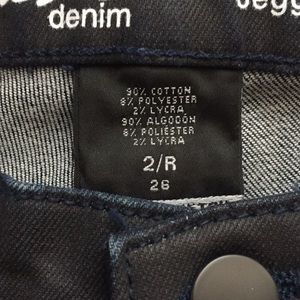 denim
90% COTTON
8% POLYESTER
2% LYCRA
90% ALGODÓN
8% POLIÉSTER
2% LYCRA
2/R
26